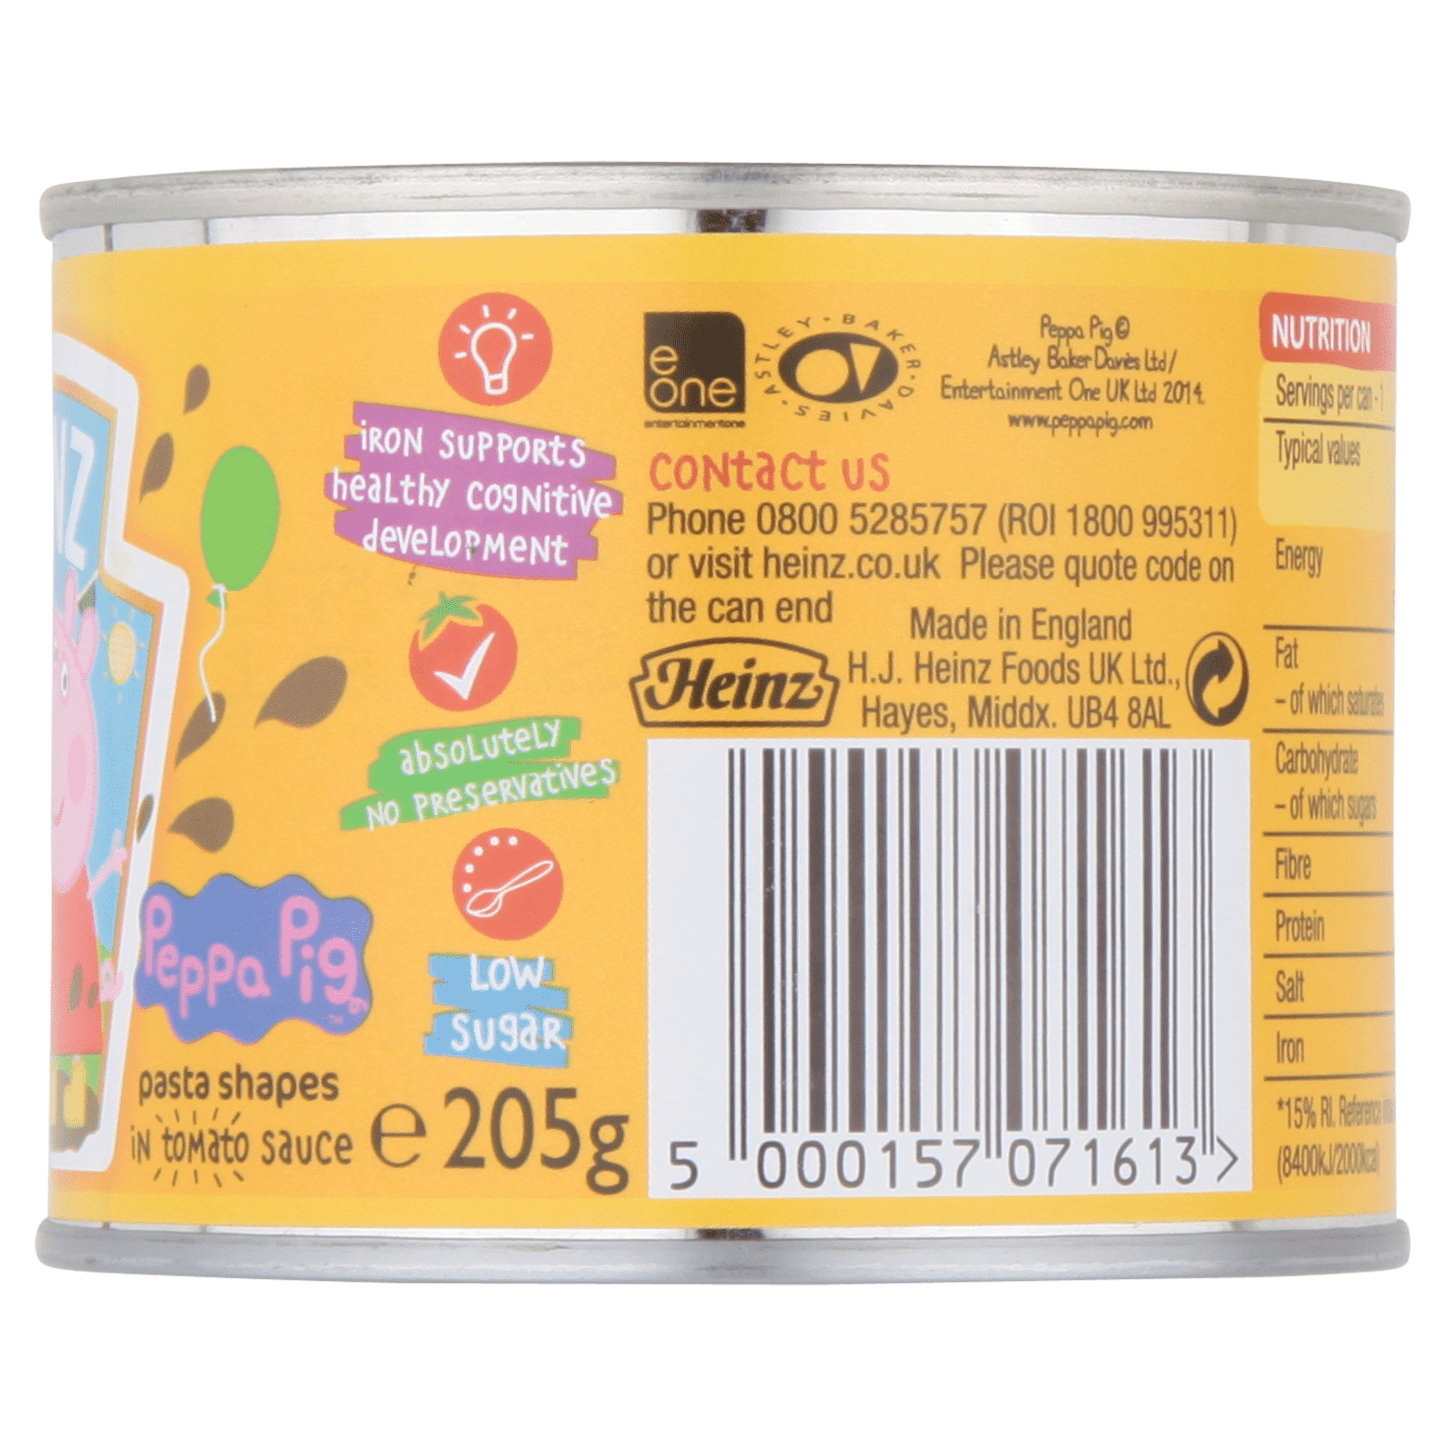 NZ
iRON SUPPORTS
healthy cognitive
development
absolutely
NO PReseRvatives
LOW
SugaR
Peppa Pig
TM
pasta shapes
iN tomato sauce
e 205g
e
one
entertainmentone
ASTLEY·BAKER·DAVIES·
Peppa Pig ©
Astley Baker Davies Ltd/
Entertainment One UK Ltd 2014.
www.peppapig.com
contact us
Phone 0800 5285757 (ROI 1800 995311)
or visit heinz.co.uk Please quote code on
the can end
Made in England
Heinz
H.J. Heinz Foods UK Ltd.,
Hayes, Middx. UB4 8AL
5 000157 071613 >
NUTRITION
Servings per can - 1
Typical values
Energy
Fat
- of which saturates
Carbohydrate
- of which sugars
Fibre
Protein
Salt
Iron
*15% RI. Reference
(8400kJ/2000kcal)